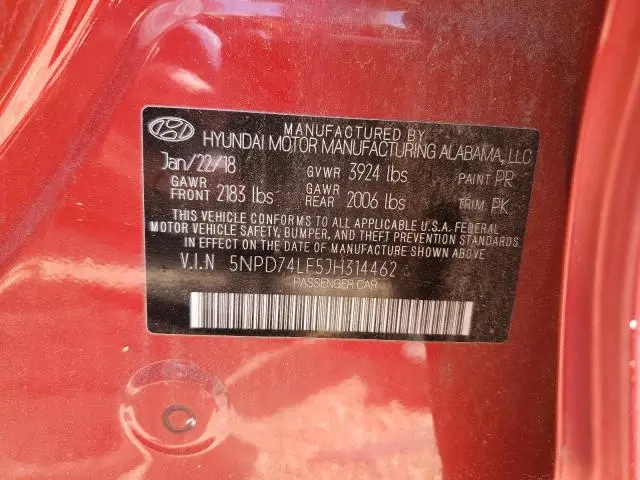 MANUFACTURED BY
HYUNDAI MOTOR MANUFACTURING ALABAMA, LLC
Jan/22/18 GVWR 3924 lbs PAINT PR
GAWR FRONT 2183 lbs GAWR REAR 2006 lbs TRIM PK
THIS VEHICLE CONFORMS TO ALL APPLICABLE U.S.A. FEDERAL
MOTOR VEHICLE SAFETY, BUMPER, AND THEFT PREVENTION STANDARDS
IN EFFECT ON THE DATE OF MANUFACTURE SHOWN ABOVE
V.I.N 5NPD74LF5JH314462
PASSENGER CAR